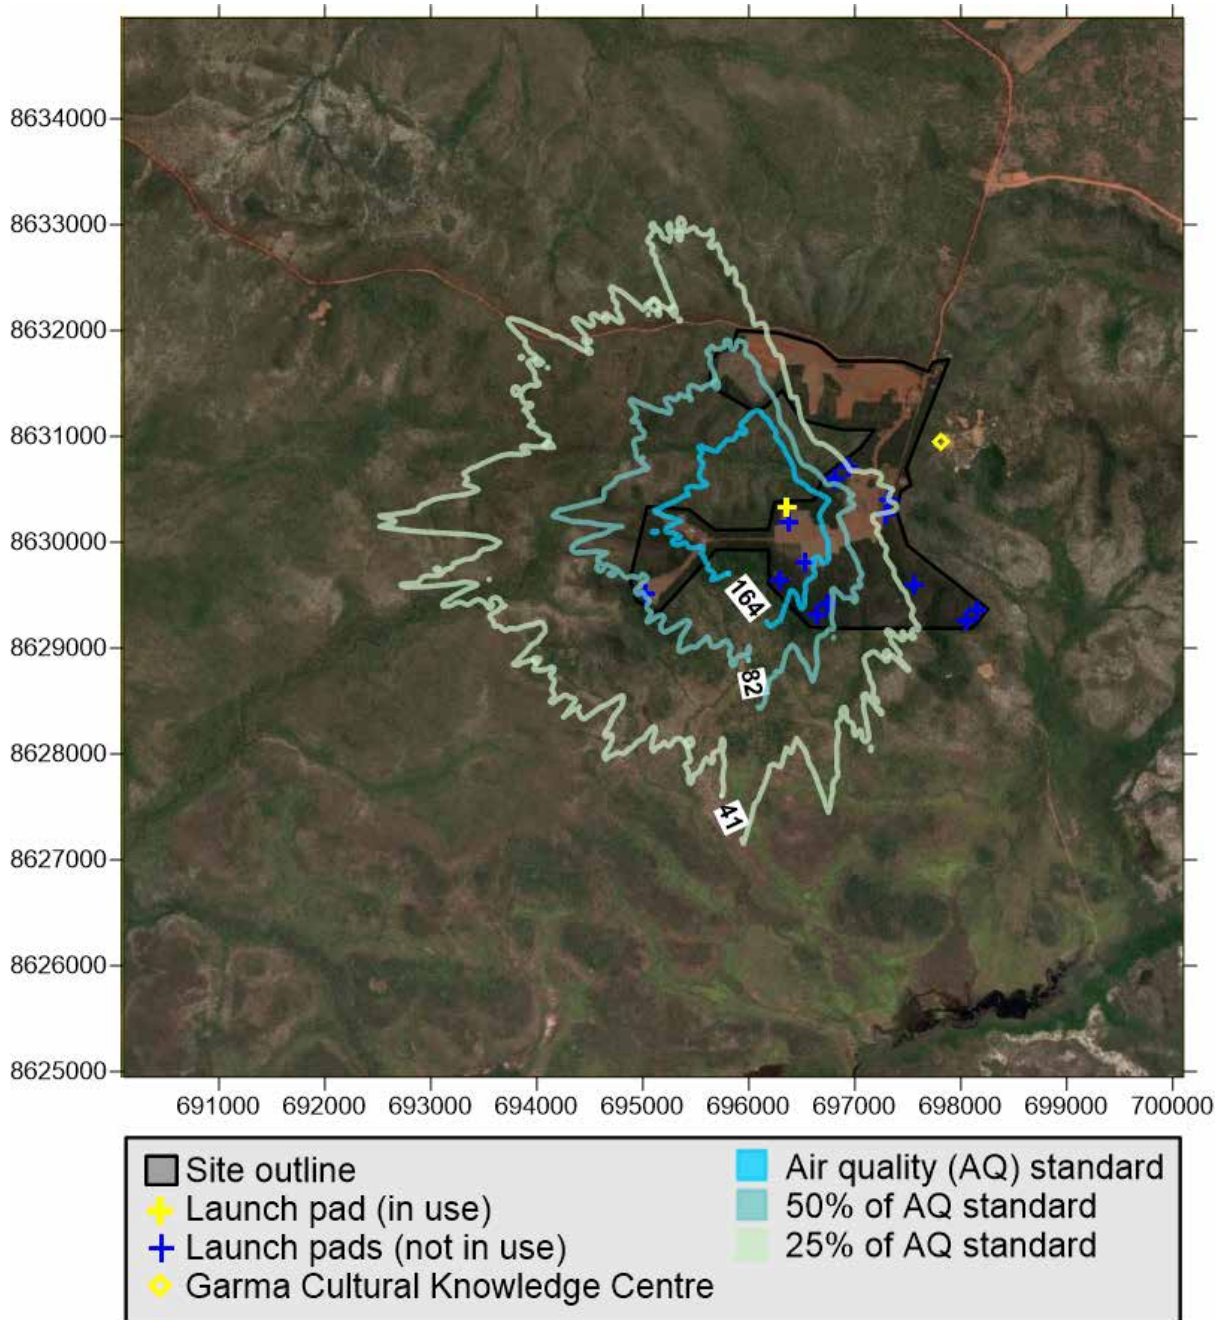 8634000
8633000
8632000
8631000
8630000
8629000
8628000
8627000
8626000
8625000
164
82
41
691000 692000 693000 694000 695000 696000 697000 698000 699000 700000
Site outline
Launch pad (in use)
Launch pads (not in use)
Garma Cultural Knowledge Centre
Air quality (AQ) standard
50% of AQ standard
25% of AQ standard